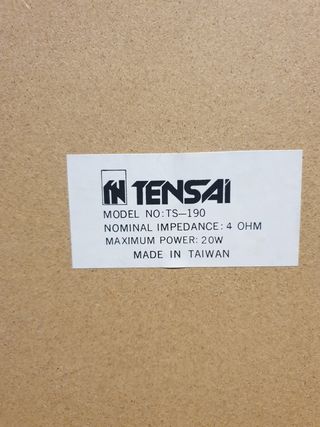 TENSAI
MODEL NO:TS-190
NOMINAL IMPEDANCE: 4 OHM
MAXIMUM POWER: 20W
MADE IN TAIWAN